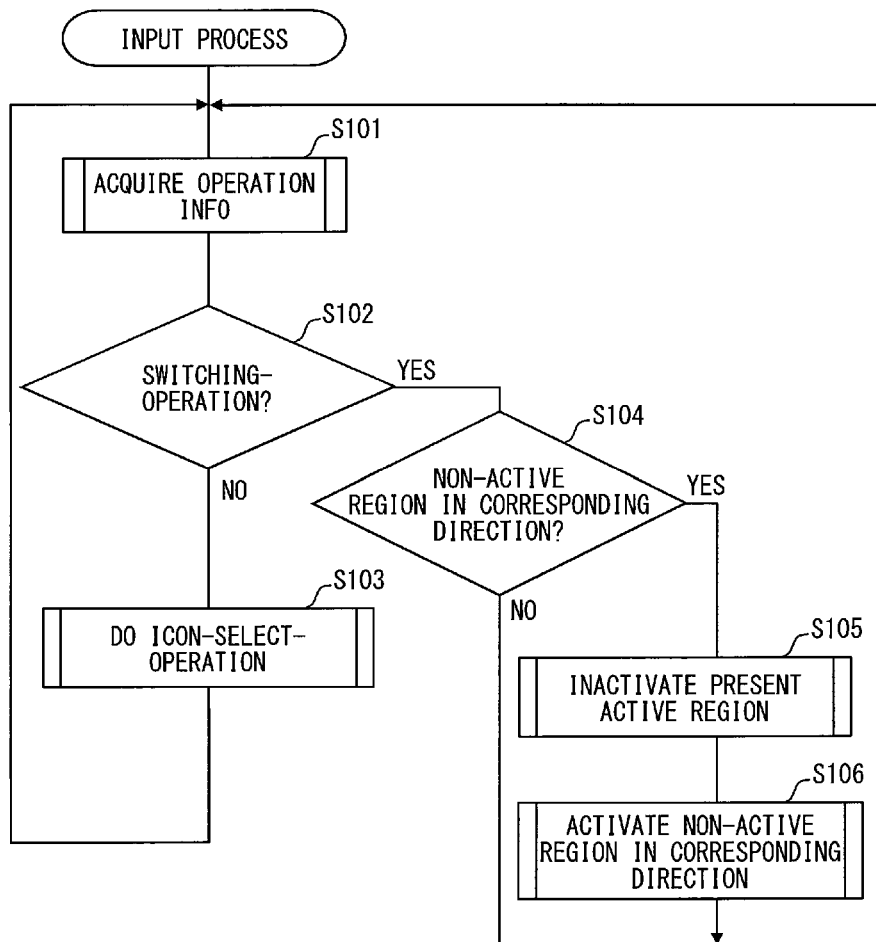 INPUT PROCESS
S101
ACQUIRE OPERATION
INFO
S102
SWITCHING-
OPERATION?
YES
NO
S103
DO ICON-SELECT-
OPERATION
S104
NON-ACTIVE
REGION IN CORRESPONDING
DIRECTION?
YES
NO
S105
INACTIVATE PRESENT
ACTIVE REGION
S106
ACTIVATE NON-ACTIVE
REGION IN CORRESPONDING
DIRECTION